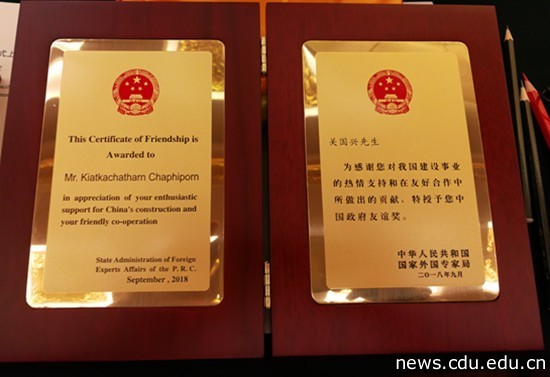 式上
This Certificate of Friendship is
Awarded to
Mr. Kiatkachatharn Chaphiporn
in appreciation of your enthusiastic
support for China's construction and
your friendly co-operation
State Administration of Foreign
Experts Affairs of the P. R. C.
September , 2018
关国兴先生
为感谢您对我国建设事业
的热情支持和在友好合作中
所做出的贡献，特授予您中
国政府友谊奖。
中华人民共和国
国家外国专家局
二〇一八年九月
news.cdu.edu.cn